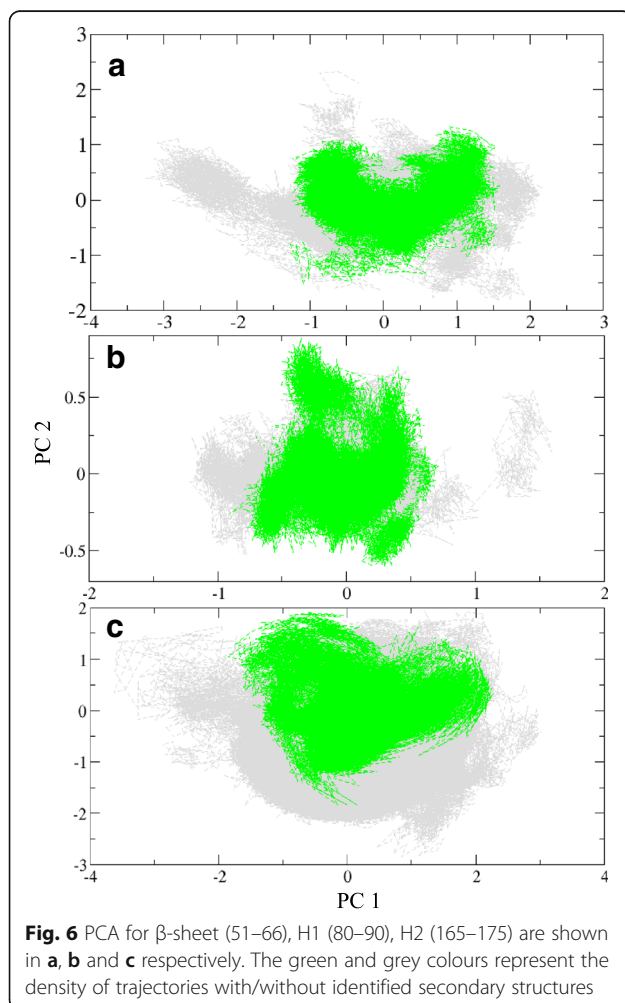 a
3
2
1
0
-1
-2
-4 -3 -2 -1 0 1 2 3
b
0.5
0
-0.5
-2 -1 0 1 2
PC 2
c
2
1
0
-1
-2
-3
-4 -2 0 2 4
PC 1
Fig. 6 PCA for β-sheet (51–66), H1 (80–90), H2 (165–175) are shown
in a, b and c respectively. The green and grey colours represent the
density of trajectories with/without identified secondary structures